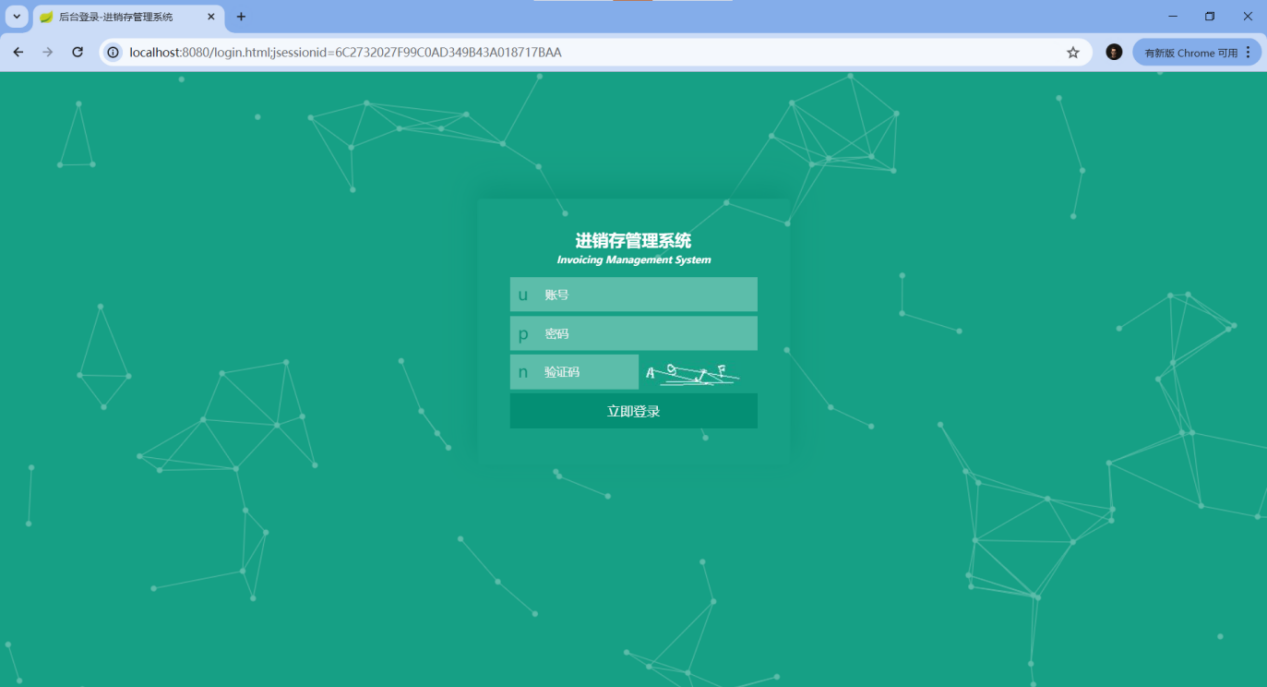 后台登录-进销存管理系统
localhost:8080/login.html;jsessionid=6C2732027F99C0AD349B43A018717BAA
有新版 Chrome 可用
进销存管理系统
Invoicing Management System
u 账号
p 密码
n 验证码
A 9 J F
立即登录